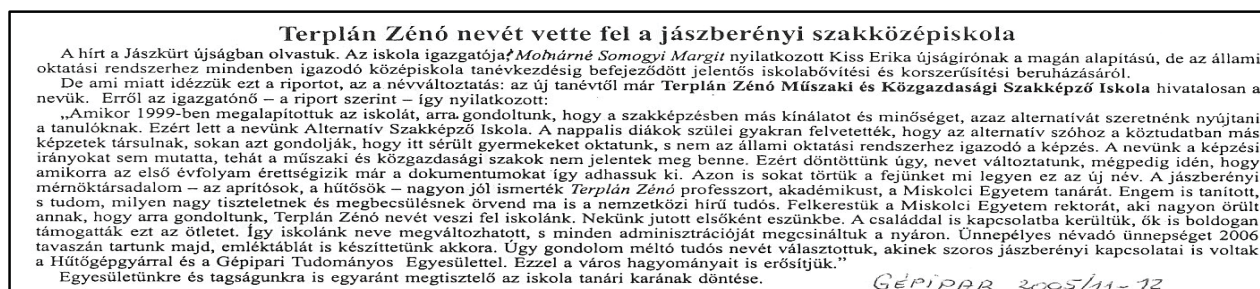 Terplán Zénó nevét vette fel a jászberényi szakközépiskola
A hírt a Jászkürt újságban olvastuk. Az iskola igazgatója, Molnárné Somogyi Margit nyilatkozott Kiss Erika újságírónak a magán alapítású, de az állami
oktatási rendszerhez mindenben igazodó középiskola tanévkezdésig befejeződött jelentős iskolabővítési és korszerűsítési beruházásáról.
De ami miatt idézzük ezt a riportot, az a névváltoztatás: az új tanévtől már Terplán Zénó Műszaki és Közgazdasági Szakképző Iskola hivatalosan a
nevük. Erről az igazgatónő – a riport szerint – így nyilatkozott:
„Amikor 1999-ben megalapítottuk az iskolát, arra gondoltunk, hogy a szakképzésben más kínálatot és minőséget, azaz alternatívát szeretnénk nyújtani
a tanulóknak. Ezért lett a nevünk Alternatív Szakképző Iskola. A nappalis diákok szülei gyakran felvetették, hogy az alternatív szóhoz a köztudatban más
képzetek társulnak, sokan azt gondolják, hogy itt sérült gyermekeket oktatunk, s nem az állami oktatási rendszerhez igazodó a képzés. A nevünk a képzési
irányokat sem mutatta, tehát a műszaki és közgazdasági szakok nem jelentek meg benne. Ezért döntöttünk úgy, nevet változtatunk, mégpedig idén, hogy
amikorra az első évfolyam érettségizik már a dokumentumokat így adhassuk ki. Azon is sokat törtük a fejünket mi legyen ez az új név. A jászberényi
mérnöktársadalom – az aprítósok, a hűtősök – nagyon jól ismerték Terplán Zénó professzort, akadémikust, a Miskolci Egyetem tanárát. Engem is tanított,
s tudom, milyen nagy tiszteletnek és megbecsülésnek örvend ma is a nemzetközi hírű tudós. Felkerestük a Miskolci Egyetem rektorát, aki nagyon örült
annak, hogy arra gondoltunk, Terplán Zénó nevét veszi fel iskolánk. Nekünk jutott elsőként eszünkbe. A családdal is kapcsolatba kerültük, ők is boldogan
támogatták ezt az ötletet. Így iskolánk neve megváltozhatott, s minden adminisztrációját megcsináltuk a nyáron. Ünnepélyes névadó ünnepséget 2006
tavaszán tartunk majd, emléktáblát is készíttetünk akkora. Úgy gondolom méltó tudós nevét választottuk, akinek szoros jászberényi kapcsolatai is voltak
a Hűtőgépgyárral és a Gépipari Tudományos Egyesülettel. Ezzel a város hagyományait is erősítjük.”
Egyesületünkre és tagságunkra is egyaránt megtisztelő az iskola tanári karának döntése.
GÉPIPAR 2005/11-12